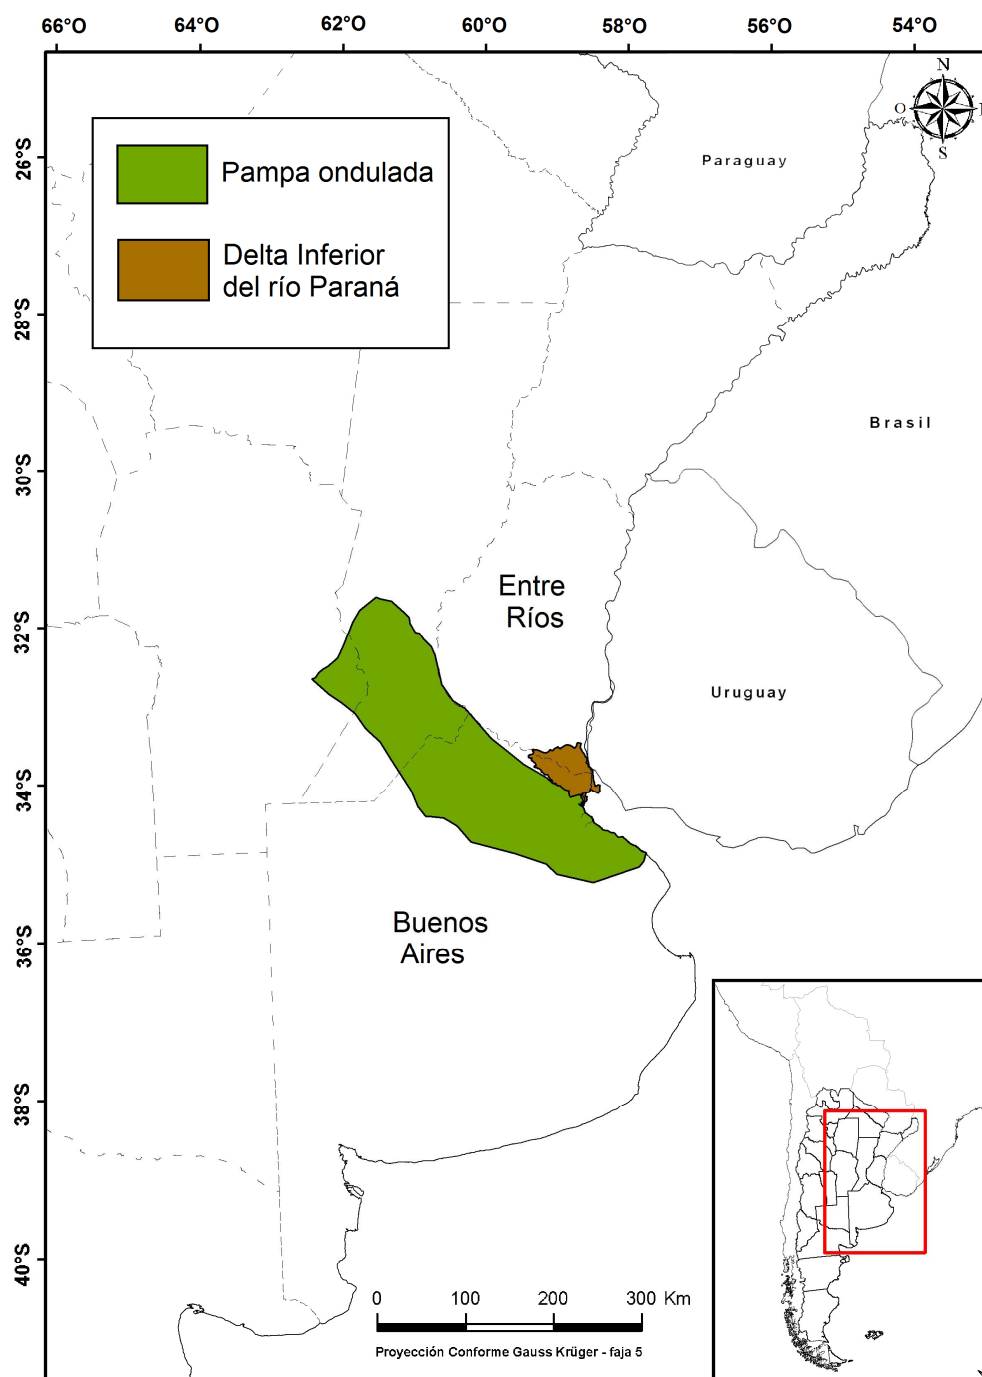 66°O 64°O 62°O 60°O 58°O 56°O 54°O
N
O
S
26°S
28°S
30°S
32°S
34°S
36°S
38°S
40°S
Pampa ondulada
Delta Inferior
del río Paraná
Paraguay
Brasil
Entre
Ríos
Uruguay
Buenos
Aires
0 100 200 300 Km
Proyección Conforme Gauss Krüger - faja 5